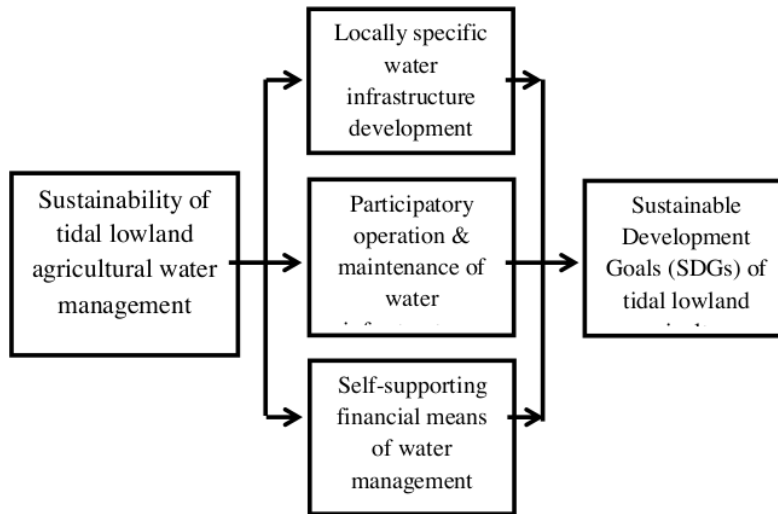 Locally specific
water
infrastructure
development
Sustainability of
tidal lowland
agricultural water
management
Participatory
operation &
maintenance of
water
Sustainable
Development
Goals (SDGs) of
tidal lowland
Self-supporting
financial means
of water
management